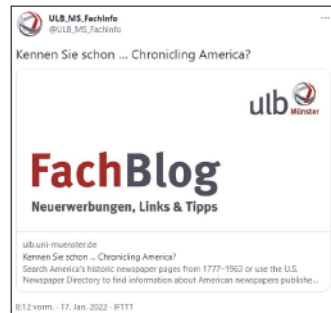 ULB_MS_FachInfo
@ULB_MS_FachInfo
Kennen Sie schon ... Chronicling America?
ulb
Münster
FachBlog
Neuerwerbungen, Links & Tipps
ulb.uni-muenster.de
Kennen Sie schon ... Chronicling America?
Search America's historic newspaper pages from 1777–1963 or use the U.S.
Newspaper Directory to find information about American newspapers publishe...
8:12 vorm. · 17. Jan. 2022 · IFTTT